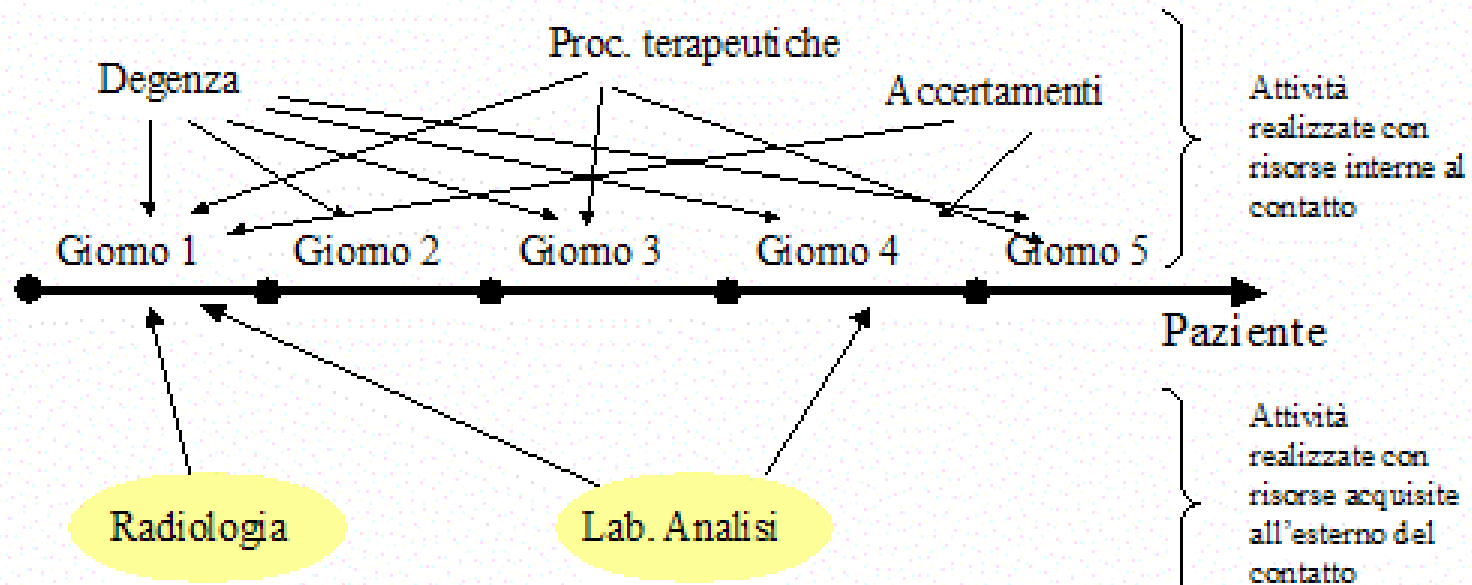 Proc. terapeutiche
Degenza
Accertamenti
Attività
realizzate con
risorse interne al
contatto
Giorno 1
Giorno 2
Giorno 3
Giorno 4
Giorno 5
Paziente
Attività
realizzate con
risorse acquisite
all'esterno del
contatto
Radiologia
Lab. Analisi